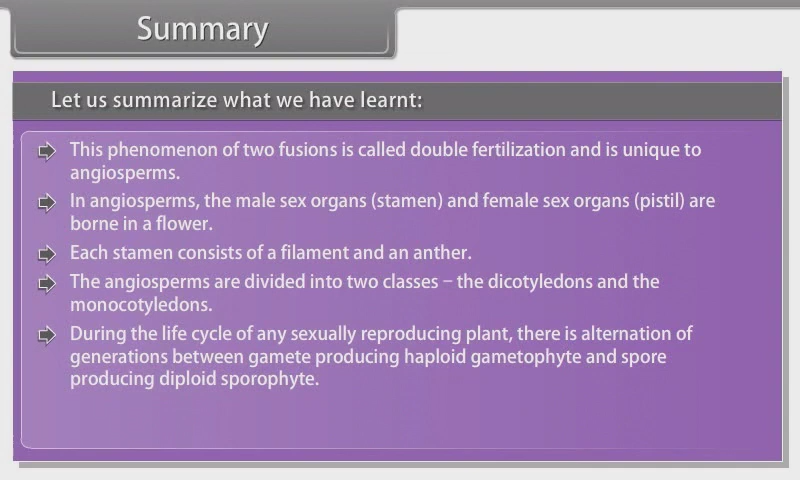 Summary
Let us summarize what we have learnt:
This phenomenon of two fusions is called double fertilization and is unique to
angiosperms.
In angiosperms, the male sex organs (stamen) and female sex organs (pistil) are
borne in a flower.
Each stamen consists of a filament and an anther.
The angiosperms are divided into two classes – the dicotyledons and the
monocotyledons.
During the life cycle of any sexually reproducing plant, there is alternation of
generations between gamete producing haploid gametophyte and spore
producing diploid sporophyte.